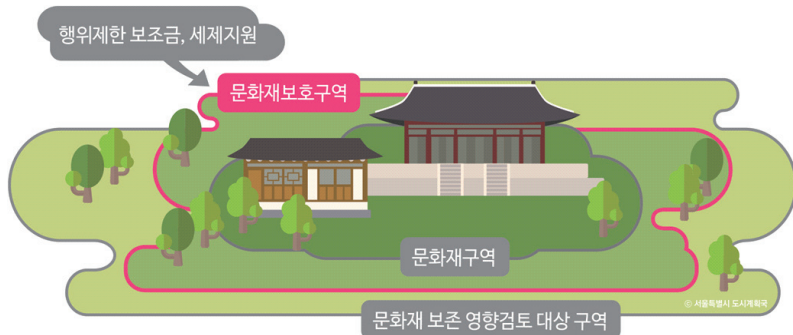 행위제한 보조금, 세제지원
문화재보호구역
문화재구역
© 서울특별시 도시계획국
문화재 보존 영향검토 대상 구역